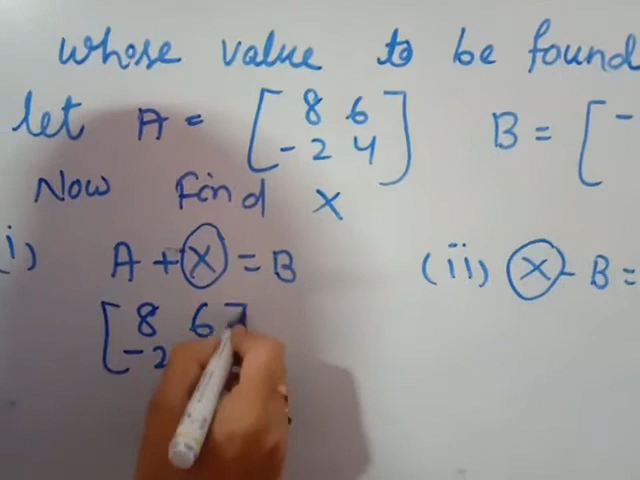 whose value to be found
let A = [ 8 6 B = [ -
-2 4 ]
Now Find X
(i) A + X = B (ii) X - B =
[ 8 6 ]
-2